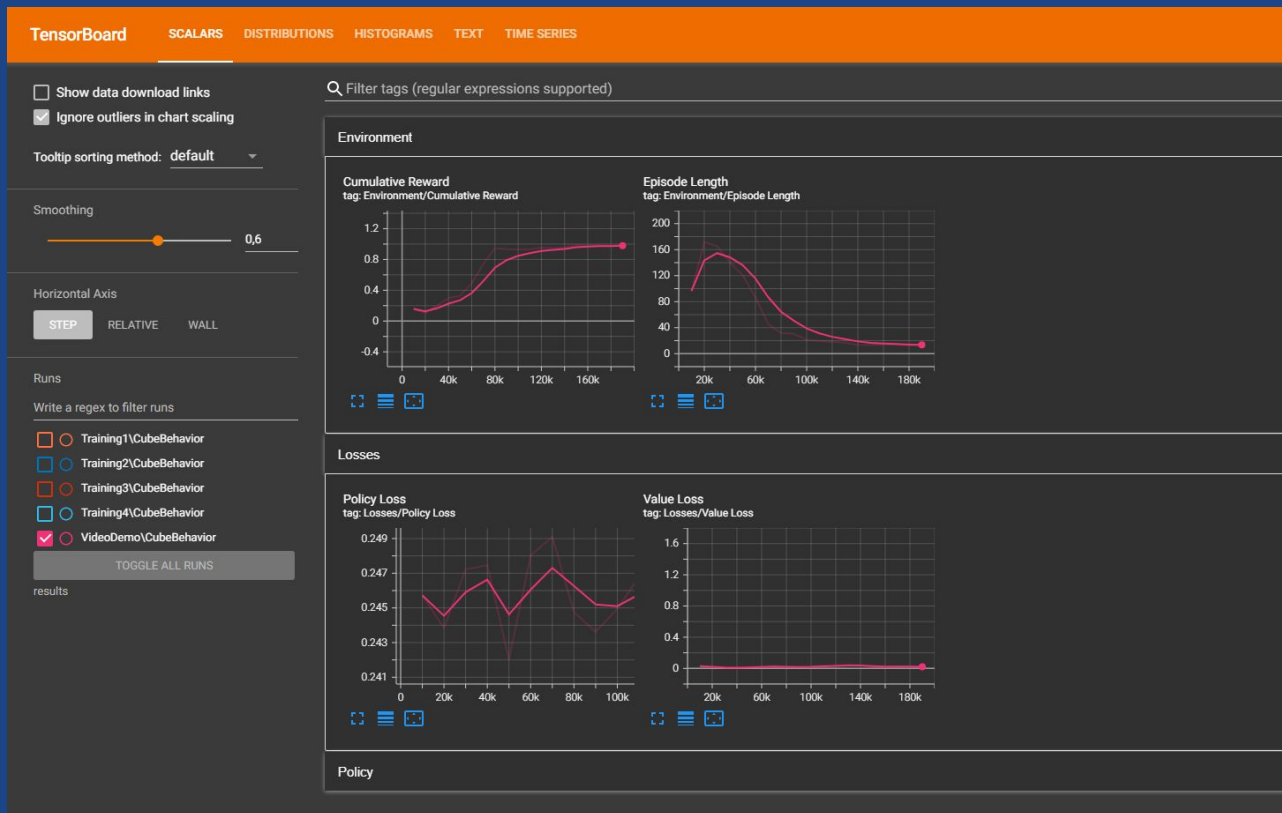 TensorBoard SCALARS DISTRIBUTIONS HISTOGRAMS TEXT TIME SERIES
Show data download links
Ignore outliers in chart scaling
Tooltip sorting method: default
Smoothing
0,6
Horizontal Axis
STEP RELATIVE WALL
Runs
Write a regex to filter runs
Training1\CubeBehavior
Training2\CubeBehavior
Training3\CubeBehavior
Training4\CubeBehavior
VideoDemo\CubeBehavior
TOGGLE ALL RUNS
results
Filter tags (regular expressions supported)
Environment
Cumulative Reward
tag: Environment/Cumulative Reward
1.2
0.8
0.4
0
-0.4
0 40k 80k 120k 160k
Episode Length
tag: Environment/Episode Length
200
160
120
80
40
0
20k 60k 100k 140k 180k
Losses
Policy Loss
tag: Losses/Policy Loss
0.249
0.247
0.245
0.243
0.241
0 20k 40k 60k 80k 100k
Value Loss
tag: Losses/Value Loss
1.6
1.2
0.8
0.4
0
20k 60k 100k 140k 180k
Policy